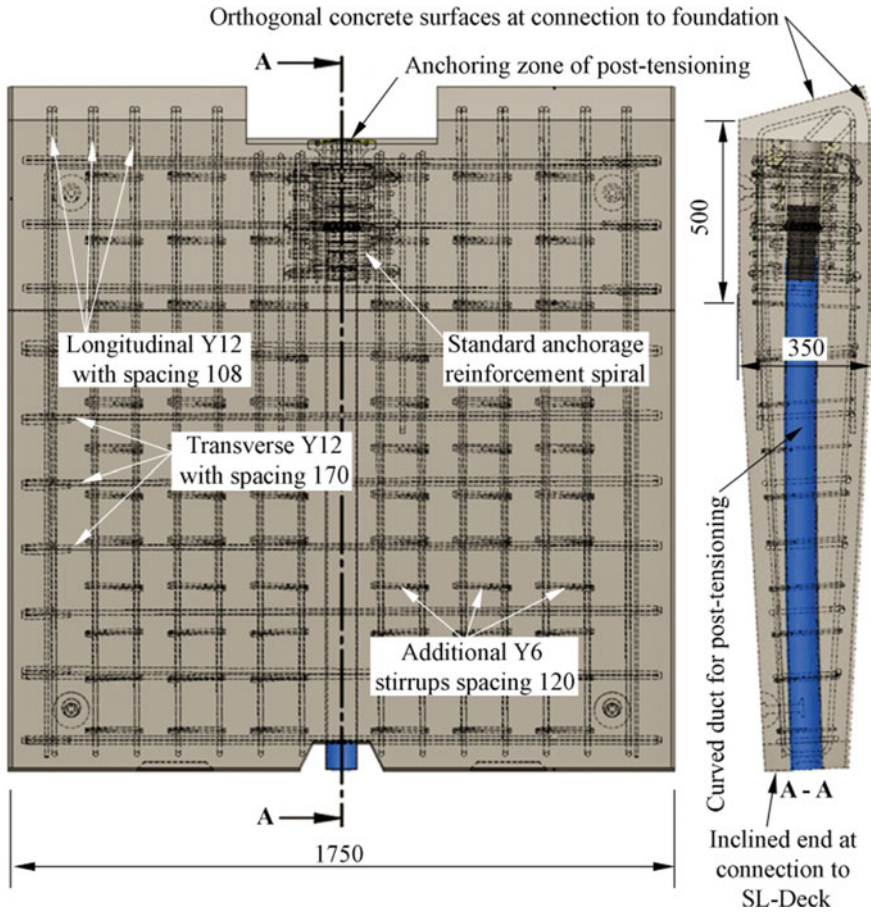 Orthogonal concrete surfaces at connection to foundation
A
Anchoring zone of post-tensioning
500
350
Longitudinal Y12
with spacing 108
Standard anchorage
reinforcement spiral
Transverse Y12
with spacing 170
Additional Y6
stirrups spacing 120
Curved duct for post-tensioning
A
A - A
1750
Inclined end at
connection to
SL-Deck